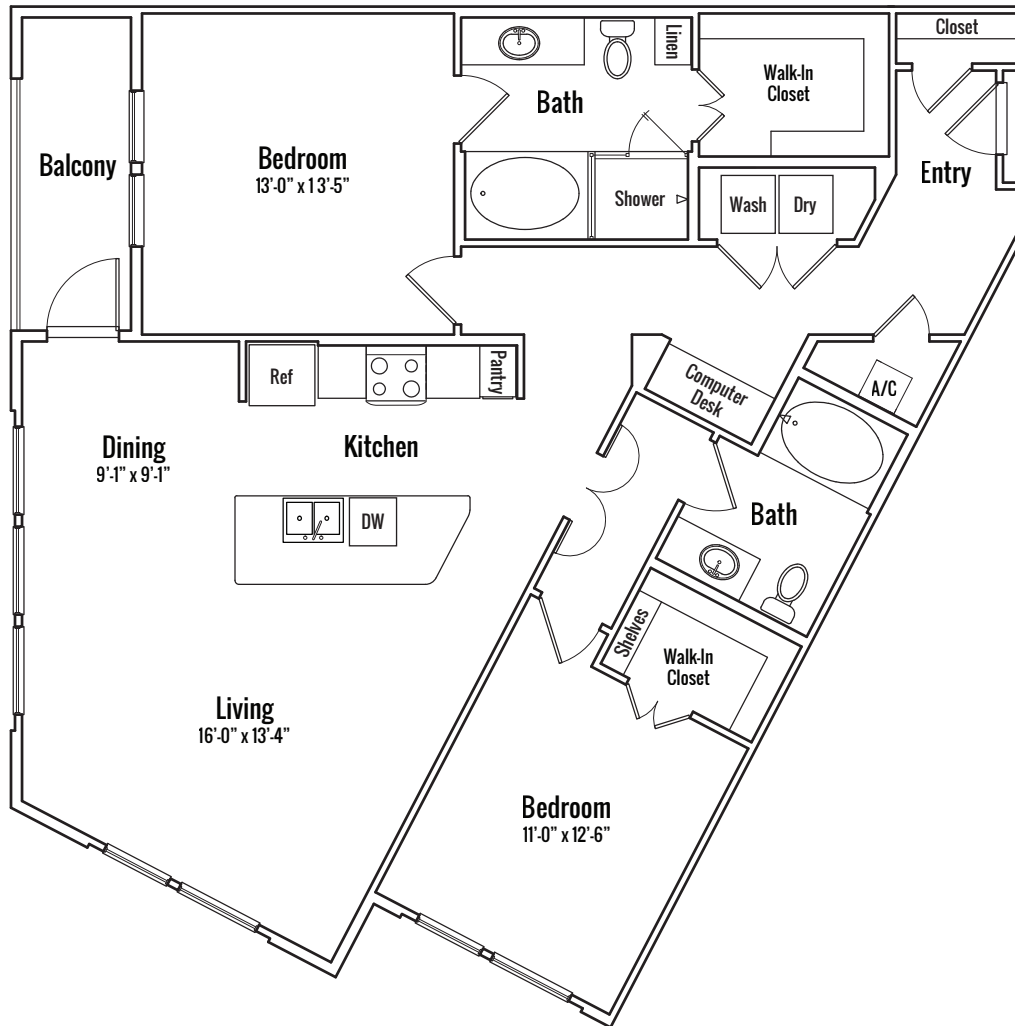 Closet
Linen
Walk-In
Closet
Bath
Balcony
Bedroom
13'-0" x 1 3'-5"
Entry
Shower
Wash
Dry
Ref
Pantry
Computer
Desk
A/C
Dining
9'-1" x 9'-1"
Kitchen
DW
Bath
Shelves
Walk-In
Closet
Living
16'-0" x 13'-4"
Bedroom
11'-0" x 12'-6"